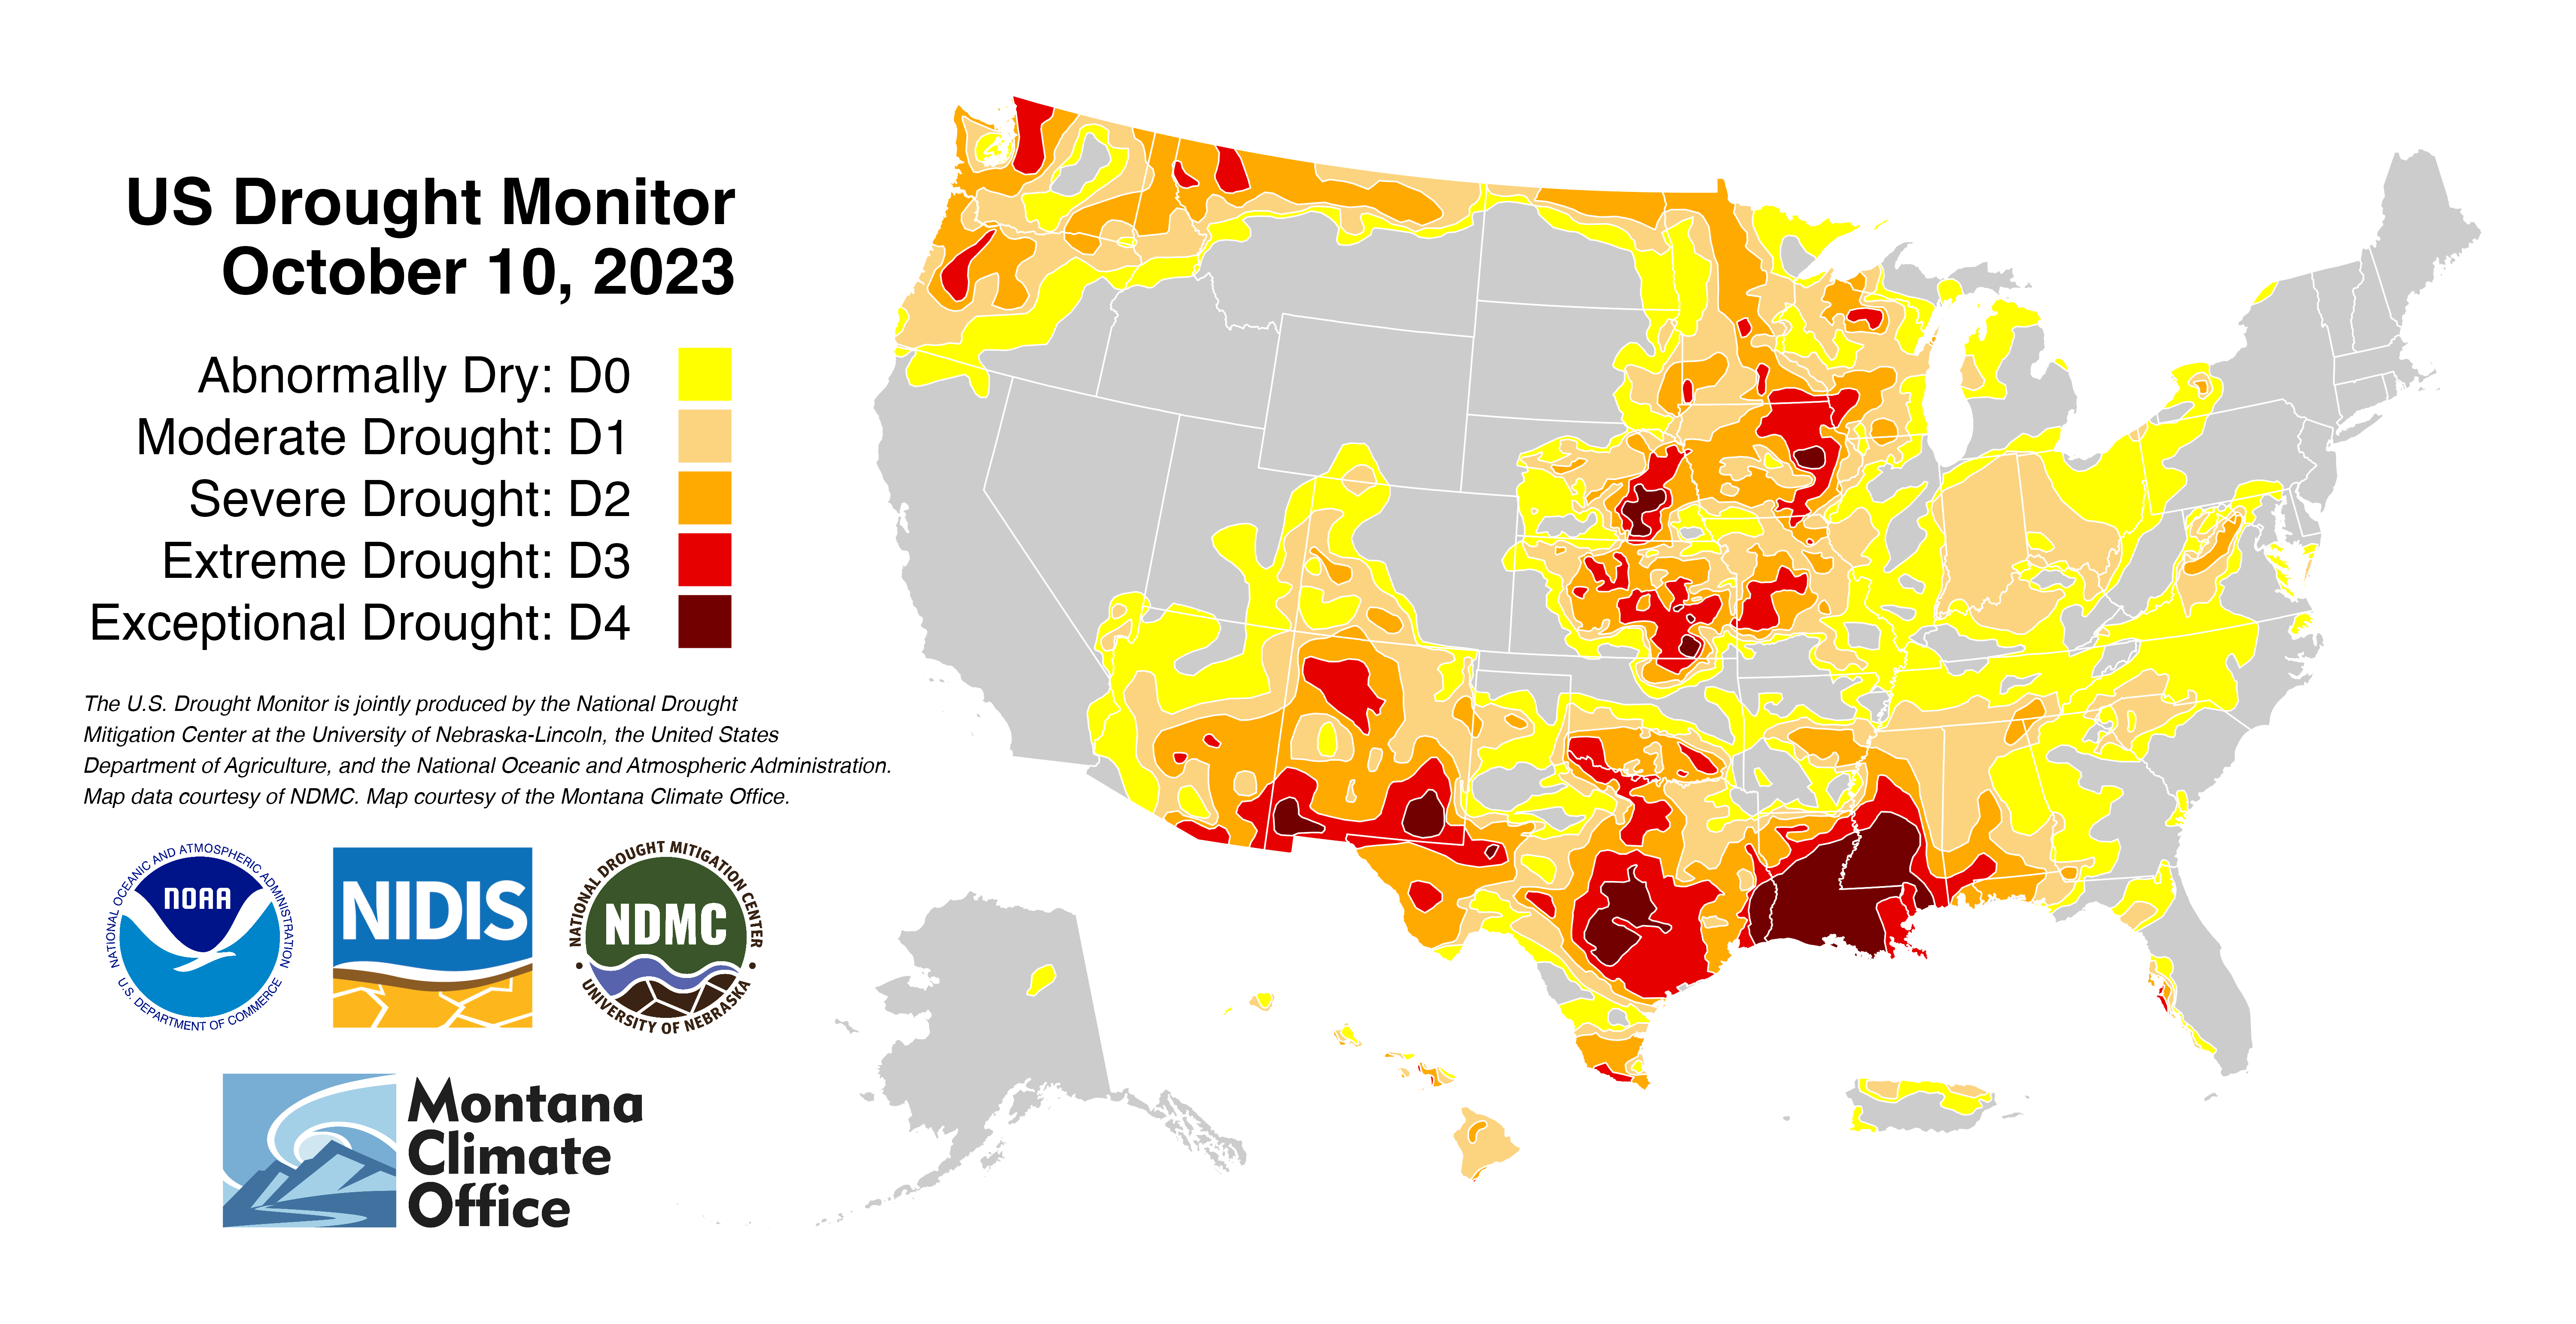 US Drought Monitor
October 10, 2023
Abnormally Dry: D0
Moderate Drought: D1
Severe Drought: D2
Extreme Drought: D3
Exceptional Drought: D4
The U.S. Drought Monitor is jointly produced by the National Drought
Mitigation Center at the University of Nebraska-Lincoln, the United States
Department of Agriculture, and the National Oceanic and Atmospheric Administration.
Map data courtesy of NDMC. Map courtesy of the Montana Climate Office.
NATIONAL OCEANIC AND ATMOSPHERIC ADMINISTRATION
NOAA
U.S. DEPARTMENT OF COMMERCE
NIDIS
NATIONAL DROUGHT MITIGATION CENTER
NDMC
UNIVERSITY OF NEBRASKA
Montana
Climate
Office